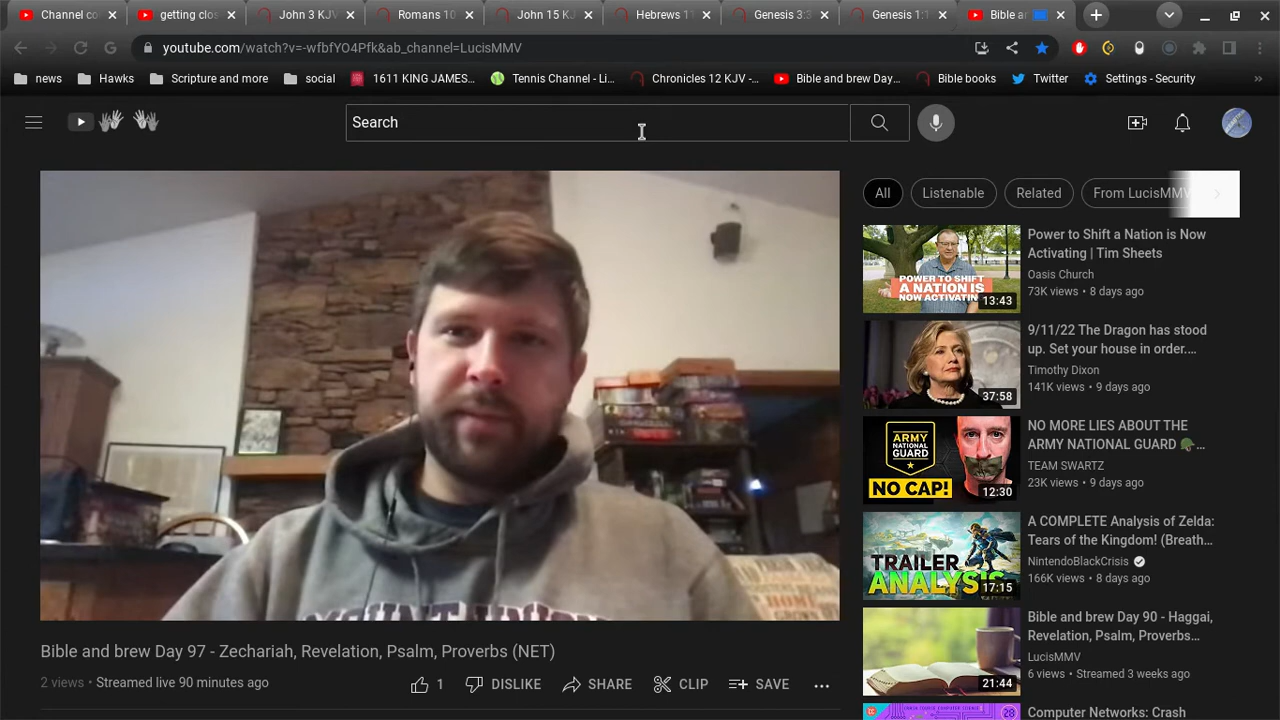 Channel co
getting clos
John 3 KJV
Romans 10
John 15 KJ
Hebrews 11
Genesis 3:
Genesis 1:1
Bible a
youtube.com/watch?v=-wfbfYO4Pfk&ab_channel=LucisMMV
news
Hawks
Scripture and more
social
1611 KING JAMES...
Tennis Channel - Li...
Chronicles 12 KJV -...
Bible and brew Day...
Bible books
Twitter
Settings - Security
Search
All
Listenable
Related
From LucisMMV
POWER TO SHIFT
A NATION IS
NOW ACTIVATIN
13:43
Power to Shift a Nation is Now
Activating | Tim Sheets
Oasis Church
73K views • 8 days ago
37:58
9/11/22 The Dragon has stood
up. Set your house in order....
Timothy Dixon
141K views • 9 days ago
ARMY
NATIONAL
GUARD
NO CAP!
12:30
NO MORE LIES ABOUT THE
ARMY NATIONAL GUARD 🪖...
TEAM SWARTZ
23K views • 9 days ago
TRAILER
ANALYSIS
17:15
A COMPLETE Analysis of Zelda:
Tears of the Kingdom! (Breath...
NintendoBlackCrisis
166K views • 8 days ago
21:44
Bible and brew Day 90 - Haggai,
Revelation, Psalm, Proverbs...
LucisMMV
6 views • Streamed 3 weeks ago
Computer Networks: Crash
Bible and brew Day 97 - Zechariah, Revelation, Psalm, Proverbs (NET)
2 views • Streamed live 90 minutes ago
1
DISLIKE
SHARE
CLIP
SAVE